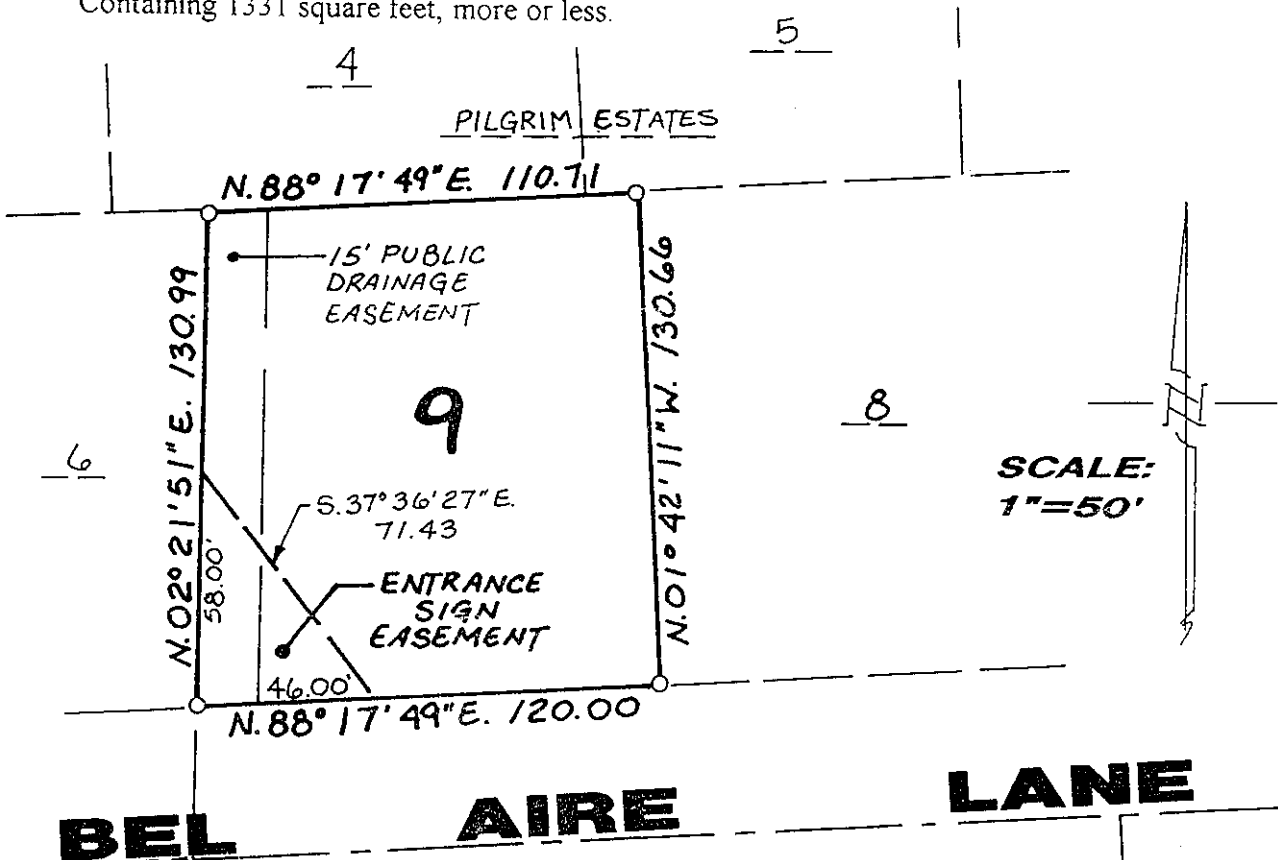 Containing 1331 square feet, more or less.
4
5
PILGRIM ESTATES
N.88° 17' 49"E. 110.71
15' PUBLIC
DRAINAGE
EASEMENT
N.02° 21' 51"E. 130.99
N.01° 42' 11"W. 130.66
9
8
6
SCALE:
1"=50'
S.37° 36' 27"E.
71.43
58.00'
ENTRANCE
SIGN
EASEMENT
46.00'
N.88° 17' 49"E. 120.00
BEL AIRE LANE